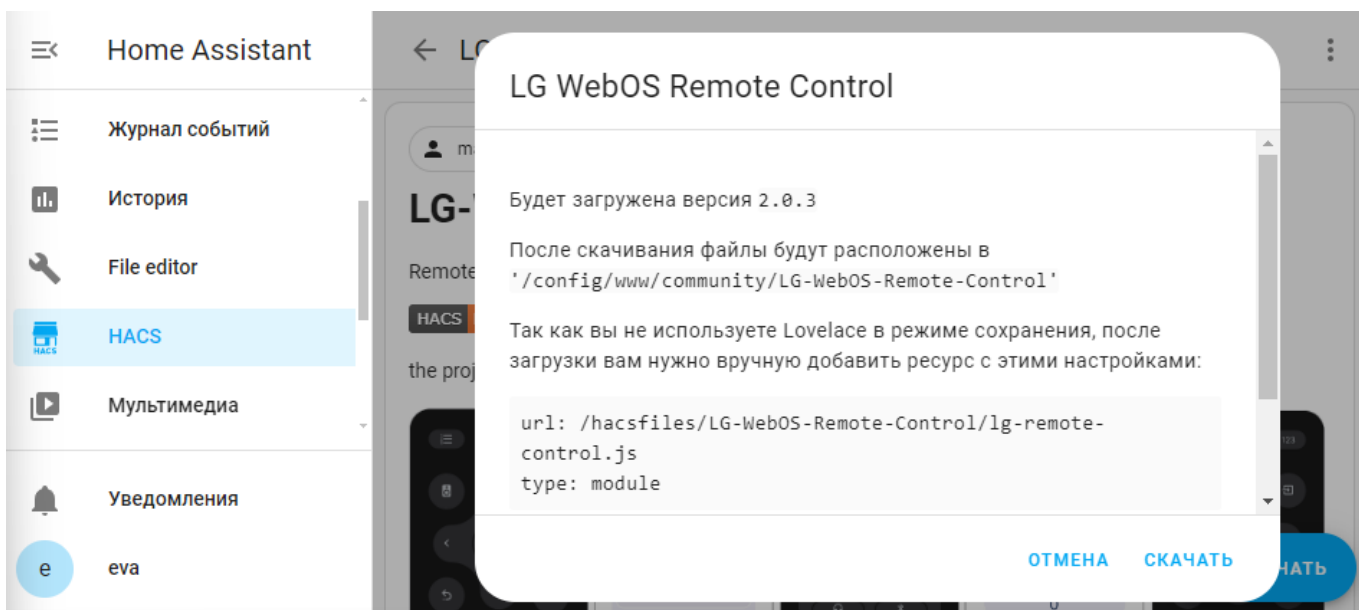 Home Assistant
Журнал событий
История
File editor
HACS
HACS
Мультимедиа
Уведомления
e
eva
LG-
Remote
HACS
the proj
LG WebOS Remote Control
Будет загружена версия 2.0.3
После скачивания файлы будут расположены в
'/config/www/community/LG-WebOS-Remote-Control'
Так как вы не используете Lovelace в режиме сохранения, после
загрузки вам нужно вручную добавить ресурс с этими настройками:
url: /hacsfiles/LG-WebOS-Remote-Control/lg-remote-
control.js
type: module
ОТМЕНА СКАЧАТЬ
123